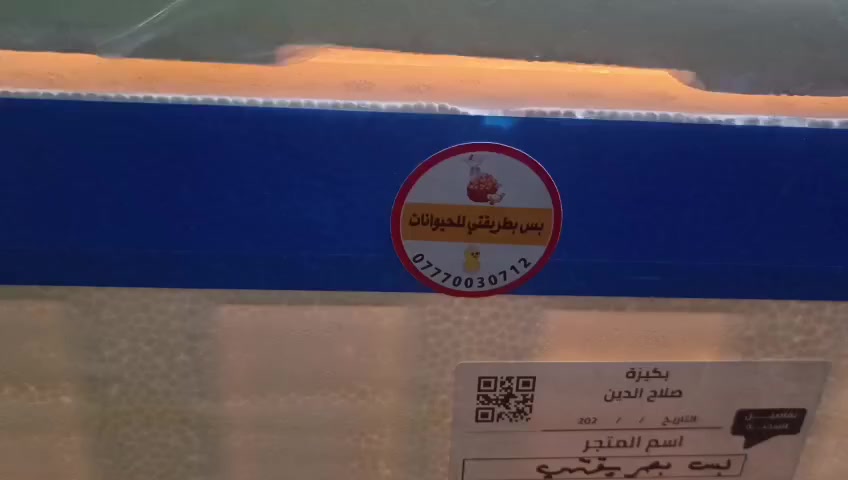 بس بطريقتي للحيوانات
07770030712
بكيزة
صلاح الدين
التاريخ / / 202
اسم المتجر
بس بطريقتي